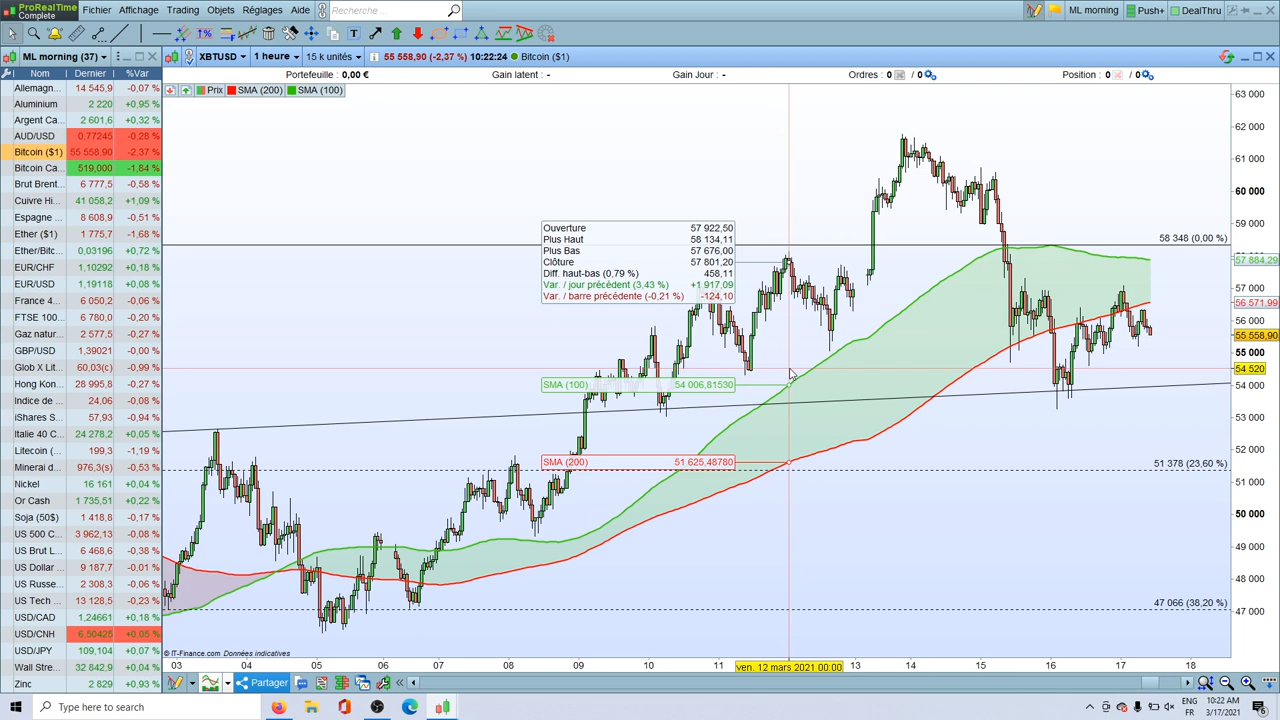 ProRealTime
Complete
Fichier Affichage Trading Objets Réglages Aide Recherche ... ML morning Push+ DealThru
ML morning (37) XBTUSD 1 heure 15 k unités 55 558,90 (-2,37 %) 10:22:24 Bitcoin ($1)
Nom Dernier %Var
Portefeuille : 0,00 € Gain latent : - Gain Jour : - Ordres : 0 / 0 Position : 0 / 0
Prix SMA (200) SMA (100)
Allemagn... 14 545,9 -0,07 %
Aluminium 2 220 +0,95 %
Argent Ca... 2 601,6 +0,32 %
AUD/USD 0,77245 -0,28 %
Bitcoin ($1) 55 558,90 -2,37 %
Bitcoin Ca... 519,000 -1,84 %
Brut Brent... 6 777,5 -0,58 %
Cuivre Hi... 41 058,2 +1,09 %
Espagne ... 8 608,9 -0,51 %
Ether ($1) 1 775,7 -1,68 %
Ether/Bitc... 0,03196 +0,72 %
EUR/CHF 1,10292 +0,18 %
EUR/USD 1,19118 +0,08 %
France 4... 6 050,2 -0,06 %
FTSE 100... 6 780,0 -0,20 %
Gaz natur... 2 577,5 -0,27 %
GBP/USD 1,39021 -0,00 %
Glob X Lit... 60,03(c) -0,99 %
Hong Kon... 28 995,8 -0,27 %
Indice de ... 24,06 -0,08 %
iShares S... 57,93 -0,94 %
Italie 40 C... 24 278,2 +0,05 %
Litecoin (... 199,3 -1,19 %
Minerai d... 976,3(s) -0,53 %
Nickel 16 161 +0,04 %
Or Cash 1 735,51 +0,22 %
Soja (50$) 1 418,8 -0,17 %
US 500 C... 3 962,13 -0,08 %
US Brut L... 6 468,6 -0,38 %
US Dollar ... 9 187,7 -0,01 %
US Russe... 2 308,3 -0,06 %
US Tech ... 13 128,5 -0,23 %
USD/CAD 1,24661 +0,18 %
USD/CNH 6,50425 +0,05 %
USD/JPY 109,104 +0,07 %
Wall Stre... 32 842,9 +0,04 %
Zinc 2 829 +0,93 %
Ouverture 57 922,50
Plus Haut 58 134,11
Plus Bas 57 676,00
Clôture 57 801,20
Diff. haut-bas (0,79 %) 458,11
Var. / jour précédent (3,43 %) +1.917,09
Var. / barre précédente (-0,21 %) -124,10
SMA (100) 54 006,81530
SMA (200) 51 625,48780
58 348 (0,00 %)
51 378 (23,60 %)
47 066 (38,20 %)
63 000
62 000
61 000
60 000
59 000
57 884,29
57 000
56 571,99
56 000
55 558,90
55 000
54 520
54 000
53 000
52 000
51 000
50 000
49 000
48 000
47 000
© IT-Finance.com Données indicatives
03 04 05 06 07 08 09 10 11 ven. 12 mars 2021 00:00 13 14 15 16 17 18
Partager
Type here to search
ENG
FR
10:22 AM
3/17/2021